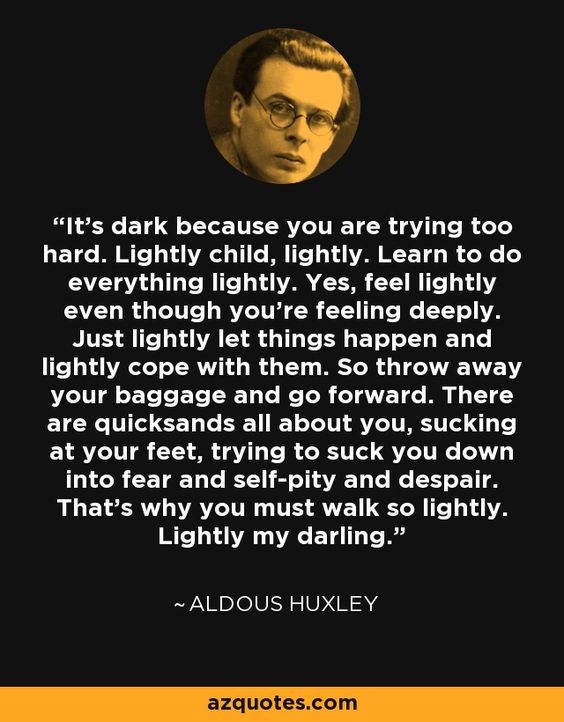 “It’s dark because you are trying too
hard. Lightly child, lightly. Learn to do
everything lightly. Yes, feel lightly
even though you’re feeling deeply.
Just lightly let things happen and
lightly cope with them. So throw away
your baggage and go forward. There
are quicksands all about you, sucking
at your feet, trying to suck you down
into fear and self-pity and despair.
That’s why you must walk so lightly.
Lightly my darling.”
~ ALDOUS HUXLEY
azquotes.com